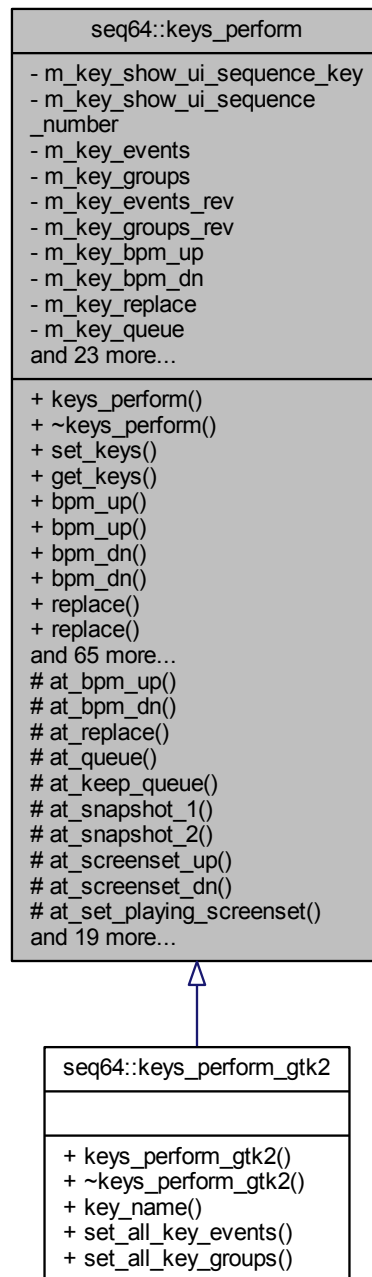 seq64::keys_perform
- m_key_show_ui_sequence_key
- m_key_show_ui_sequence
_number
- m_key_events
- m_key_groups
- m_key_events_rev
- m_key_groups_rev
- m_key_bpm_up
- m_key_bpm_dn
- m_key_replace
- m_key_queue
and 23 more...
+ keys_perform()
+ ~keys_perform()
+ set_keys()
+ get_keys()
+ bpm_up()
+ bpm_up()
+ bpm_dn()
+ bpm_dn()
+ replace()
+ replace()
and 65 more...
# at_bpm_up()
# at_bpm_dn()
# at_replace()
# at_queue()
# at_keep_queue()
# at_snapshot_1()
# at_snapshot_2()
# at_screenset_up()
# at_screenset_dn()
# at_set_playing_screenset()
and 19 more...
seq64::keys_perform_gtk2
+ keys_perform_gtk2()
+ ~keys_perform_gtk2()
+ key_name()
+ set_all_key_events()
+ set_all_key_groups()